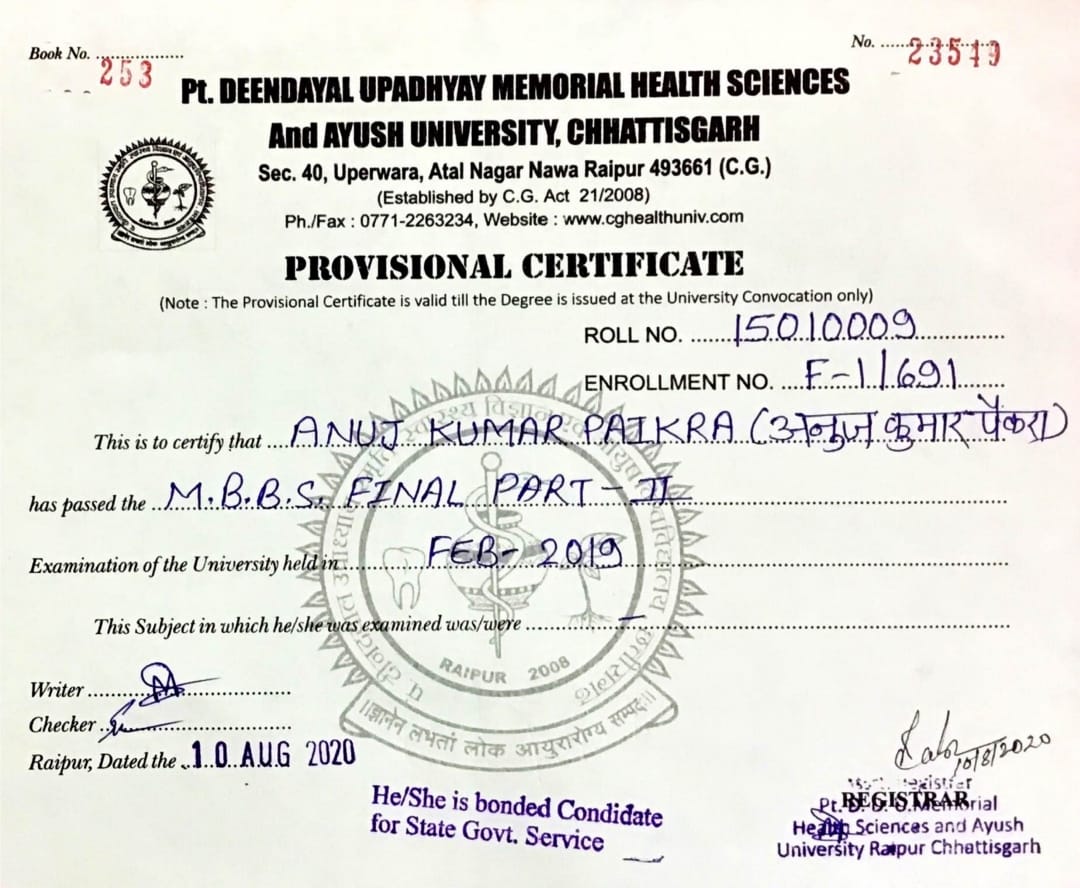 Book No. ..................
253
No. ........................
23549
Pt. DEENDAYAL UPADHYAY MEMORIAL HEALTH SCIENCES
And AYUSH UNIVERSITY, CHHATTISGARH
Sec. 40, Uperwara, Atal Nagar Nawa Raipur 493661 (C.G.)
(Established by C.G. Act 21/2008)
Ph./Fax : 0771-2263234, Website : www.cghealthuniv.com
PROVISIONAL CERTIFICATE
(Note : The Provisional Certificate is valid till the Degree is issued at the University Convocation only)
ROLL NO. 15010009
ENROLLMENT NO. F-11691
This is to certify that ANUJ KUMAR PAIKRA (अनुज कुमार पैंकरा)
has passed the M.B.B.S. FINAL PART-II
Examination of the University held in FEB-2019
This Subject in which he/she was examined was/were —
RAIPUR 2008
।।ज्ञानेन लभतां लोक आयुरारोग्य सम्पदः।।
Writer
Checker
Raipur, Dated the 10 AUG 2020
He/She is bonded Condidate
for State Govt. Service
10/8/2020
REGISTRAR
Pt. D. D. U. Memorial
Health Sciences and Ayush
University Raipur Chhattisgarh